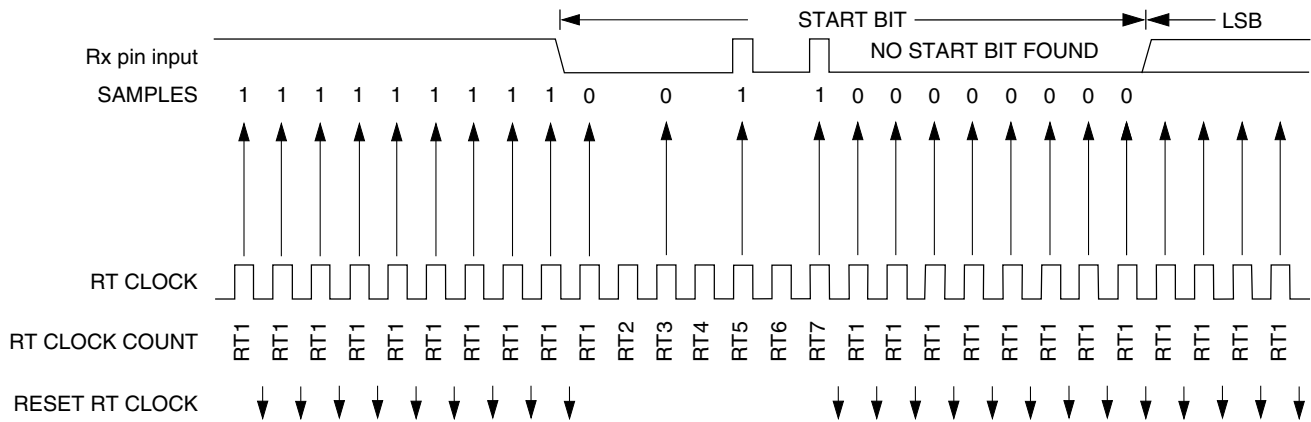 START BIT LSB
Rx pin input NO START BIT FOUND
SAMPLES 1 1 1 1 1 1 1 1 1 0 0 1 1 0 0 0 0 0 0 0 0
RT CLOCK
RT CLOCK COUNT RT1 RT1 RT1 RT1 RT1 RT1 RT1 RT1 RT1 RT1 RT2 RT3 RT4 RT5 RT6 RT7 RT1 RT1 RT1 RT1 RT1 RT1 RT1 RT1 RT1 RT1 RT1 RT1
RESET RT CLOCK